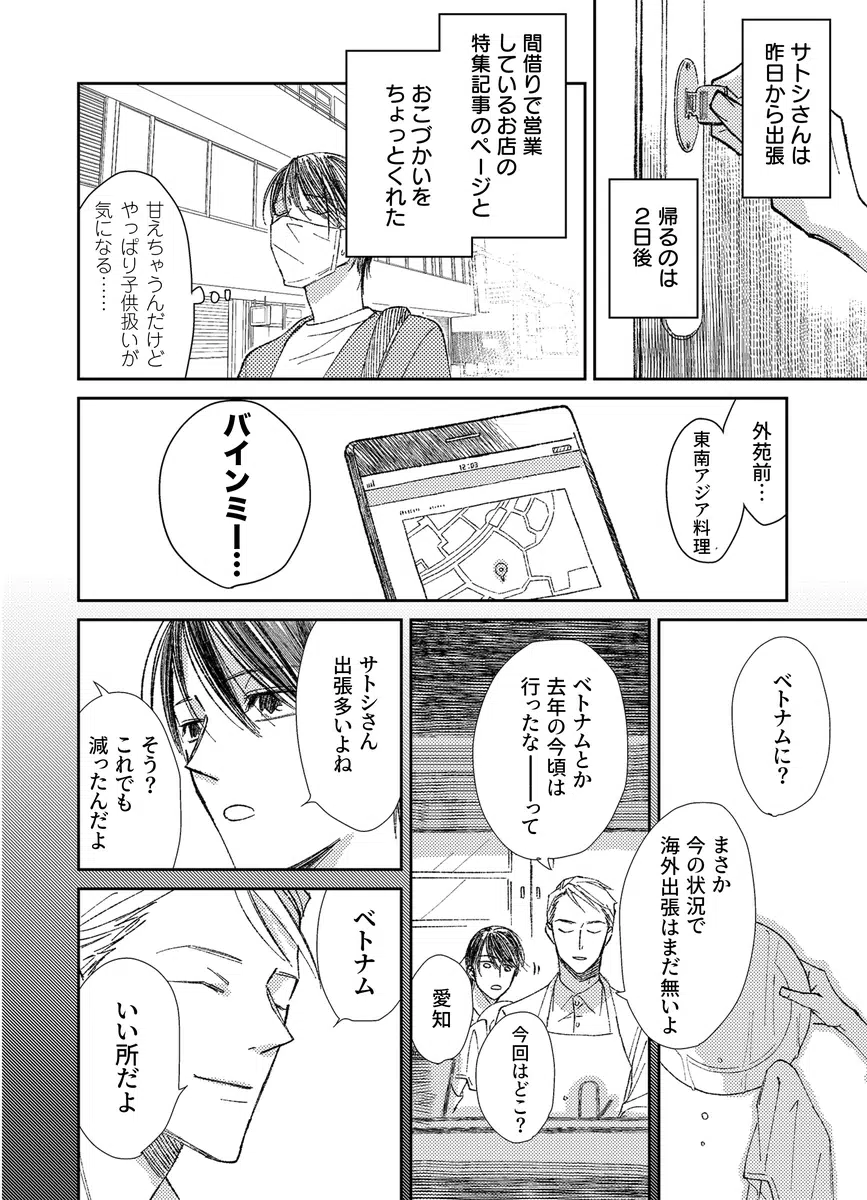 サトシさんは
昨日から出張
帰るのは
２日後
間借りで営業
しているお店の
特集記事のページと
おこづかいを
ちょっとくれた
甘えちゃうんだけど
やっぱり子供扱いが
気になる……
外苑前…
東南アジア料理
12:03
バインミー…
ベトナムに？
まさか
今の状況で
海外出張はまだ無いよ
ベトナムとか
去年の今頃は
行ったな――って
今回はどこ？
愛知
サトシさん
出張多いよね
そう？
これでも
減ったんだよ
ベトナム
いい所だよ